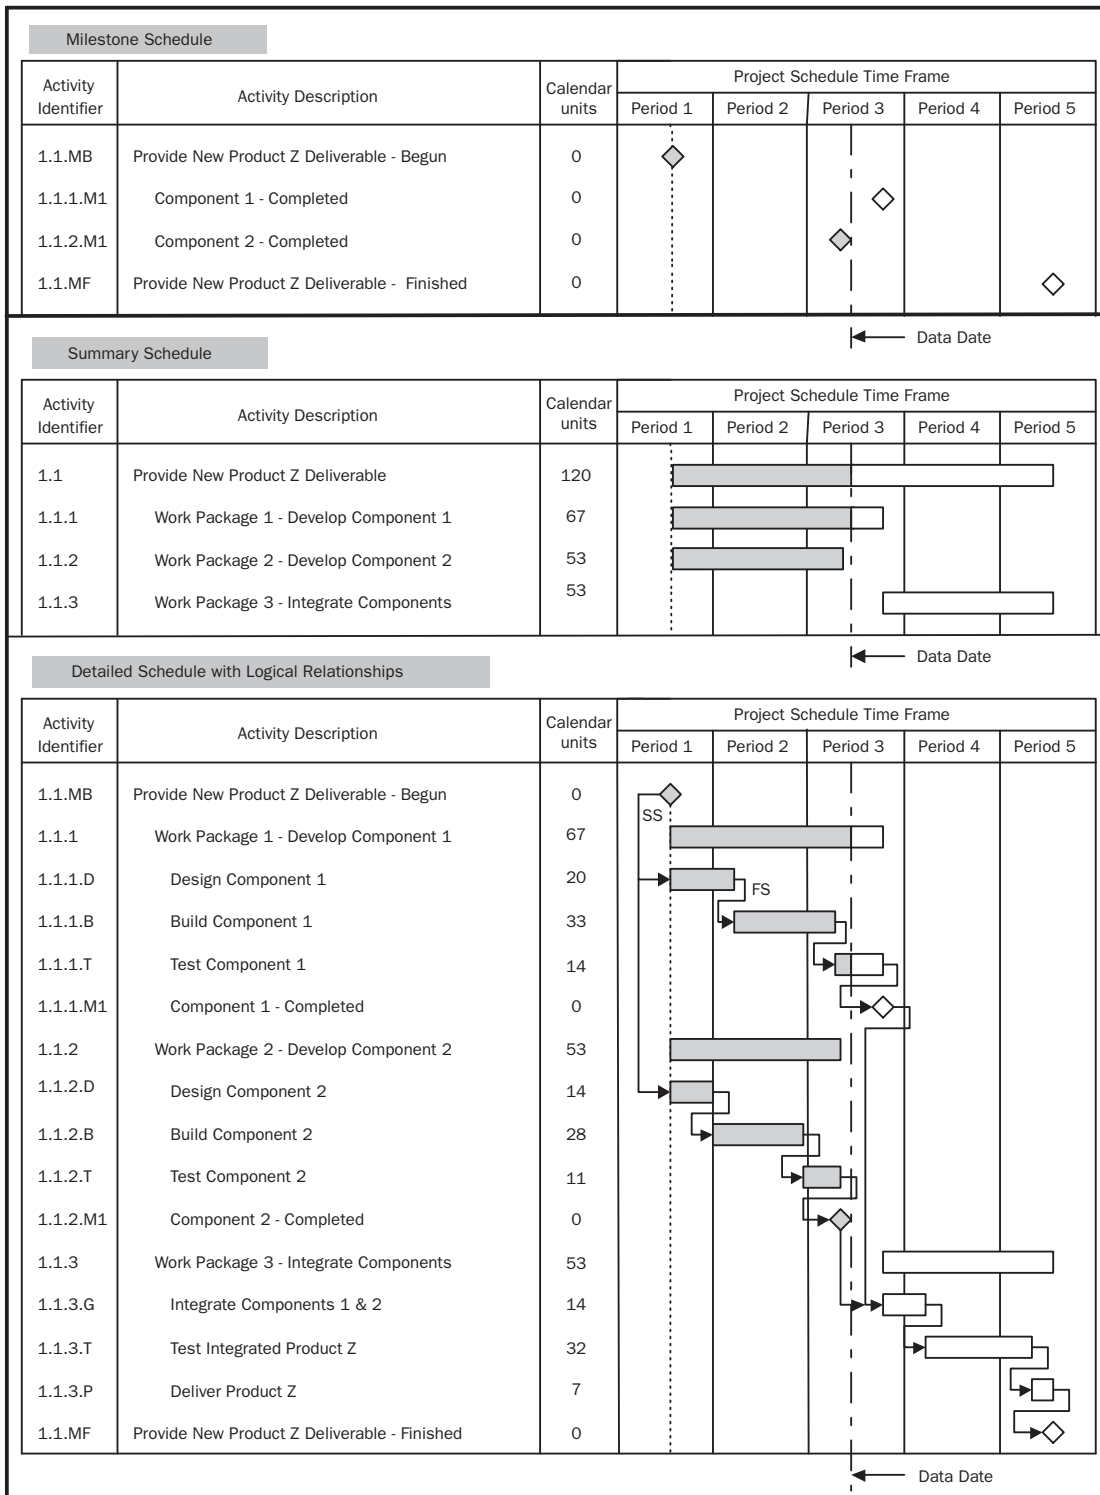 Milestone Schedule
Activity Identifier Activity Description Calendar units Project Schedule Time Frame
Period 1 Period 2 Period 3 Period 4 Period 5
1.1.MB Provide New Product Z Deliverable - Begun 0
1.1.1.M1 Component 1 - Completed 0
1.1.2.M1 Component 2 - Completed 0
1.1.MF Provide New Product Z Deliverable - Finished 0
Data Date
Summary Schedule
Activity Identifier Activity Description Calendar units Project Schedule Time Frame
Period 1 Period 2 Period 3 Period 4 Period 5
1.1 Provide New Product Z Deliverable 120
1.1.1 Work Package 1 - Develop Component 1 67
1.1.2 Work Package 2 - Develop Component 2 53
1.1.3 Work Package 3 - Integrate Components 53
Data Date
Detailed Schedule with Logical Relationships
Activity Identifier Activity Description Calendar units Project Schedule Time Frame
Period 1 Period 2 Period 3 Period 4 Period 5
1.1.MB Provide New Product Z Deliverable - Begun 0
SS
1.1.1 Work Package 1 - Develop Component 1 67
1.1.1.D Design Component 1 20
FS
1.1.1.B Build Component 1 33
1.1.1.T Test Component 1 14
1.1.1.M1 Component 1 - Completed 0
1.1.2 Work Package 2 - Develop Component 2 53
1.1.2.D Design Component 2 14
1.1.2.B Build Component 2 28
1.1.2.T Test Component 2 11
1.1.2.M1 Component 2 - Completed 0
1.1.3 Work Package 3 - Integrate Components 53
1.1.3.G Integrate Components 1 & 2 14
1.1.3.T Test Integrated Product Z 32
1.1.3.P Deliver Product Z 7
1.1.MF Provide New Product Z Deliverable - Finished 0
Data Date